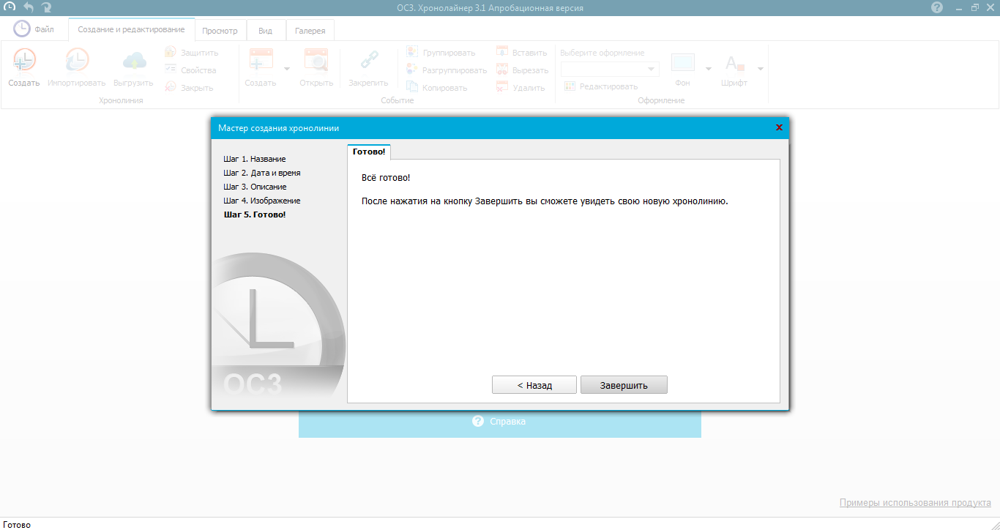 ОС3. Хронолайнер 3.1 Апробационная версия
Файл
Создание и редактирование
Просмотр
Вид
Галерея
Создать
Импортировать
Выгрузить
Защитить
Свойства
Закрыть
Хронолиния
Создать
Открыть
Закрепить
Группировать
Разгруппировать
Копировать
Вставить
Вырезать
Удалить
Событие
Выберите оформление
Редактировать
Фон
Шрифт
Оформление
Мастер создания хронолинии
Шаг 1. Название
Шаг 2. Дата и время
Шаг 3. Описание
Шаг 4. Изображение
Шаг 5. Готово!
ОС3
Готово!
Всё готово!
После нажатия на кнопку Завершить вы сможете увидеть свою новую хронолинию.
< Назад
Завершить
Справка
Примеры использования продукта
Готово